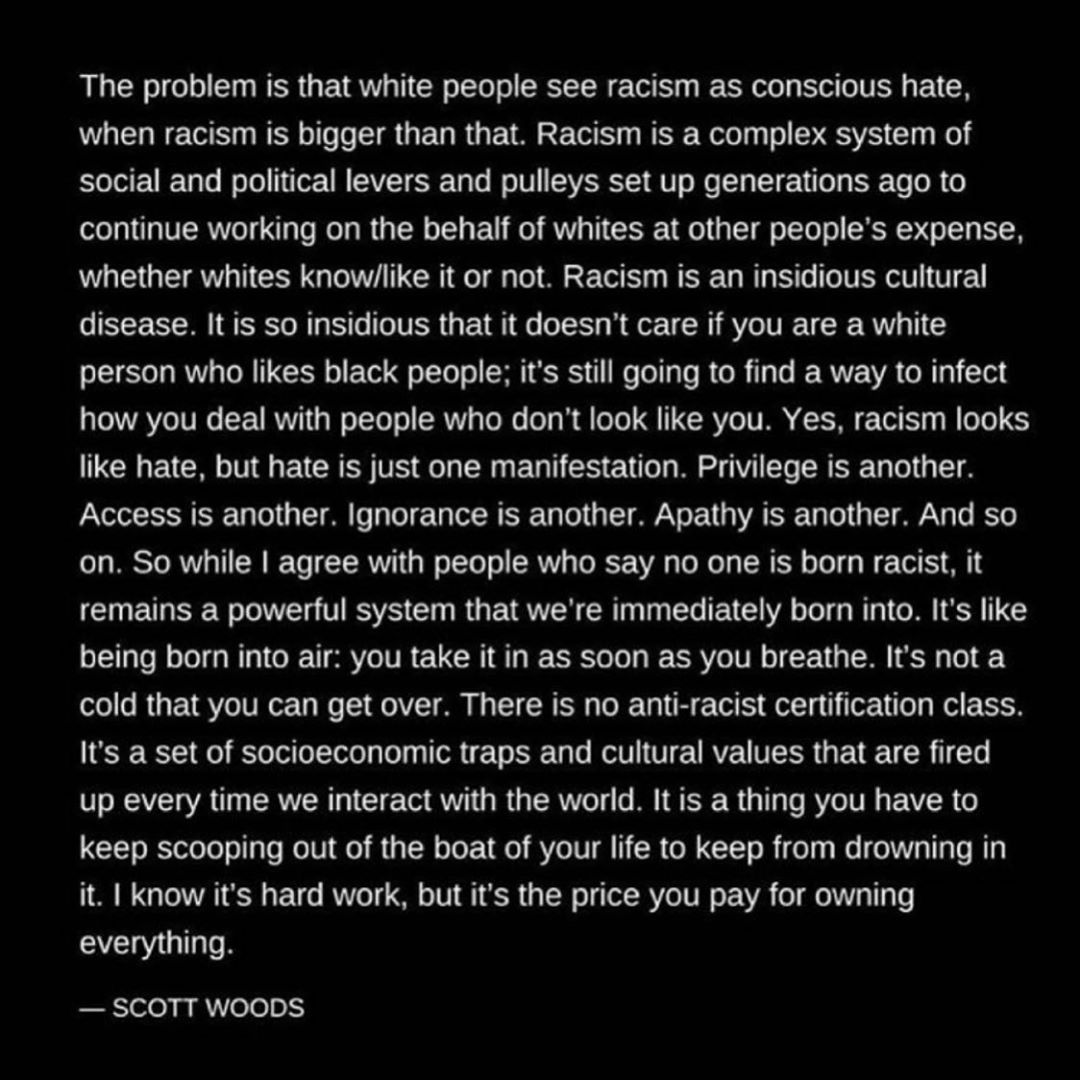 The problem is that white people see racism as conscious hate,
when racism is bigger than that. Racism is a complex system of
social and political levers and pulleys set up generations ago to
continue working on the behalf of whites at other people’s expense,
whether whites know/like it or not. Racism is an insidious cultural
disease. It is so insidious that it doesn’t care if you are a white
person who likes black people; it’s still going to find a way to infect
how you deal with people who don’t look like you. Yes, racism looks
like hate, but hate is just one manifestation. Privilege is another.
Access is another. Ignorance is another. Apathy is another. And so
on. So while I agree with people who say no one is born racist, it
remains a powerful system that we’re immediately born into. It’s like
being born into air: you take it in as soon as you breathe. It’s not a
cold that you can get over. There is no anti-racist certification class.
It’s a set of socioeconomic traps and cultural values that are fired
up every time we interact with the world. It is a thing you have to
keep scooping out of the boat of your life to keep from drowning in
it. I know it’s hard work, but it’s the price you pay for owning
everything.
— SCOTT WOODS